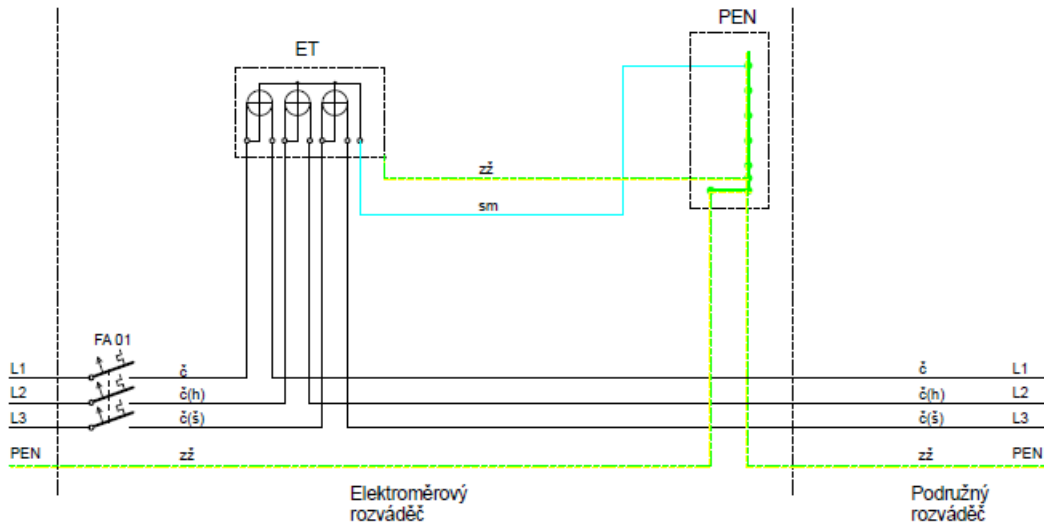 PEN
ET
zž
sm
FA 01
L1 č č L1
L2 č(h) č(h) L2
L3 č(š) č(š) L3
PEN zž zž PEN
Elektroměrový
rozváděč
Podružný
rozváděč